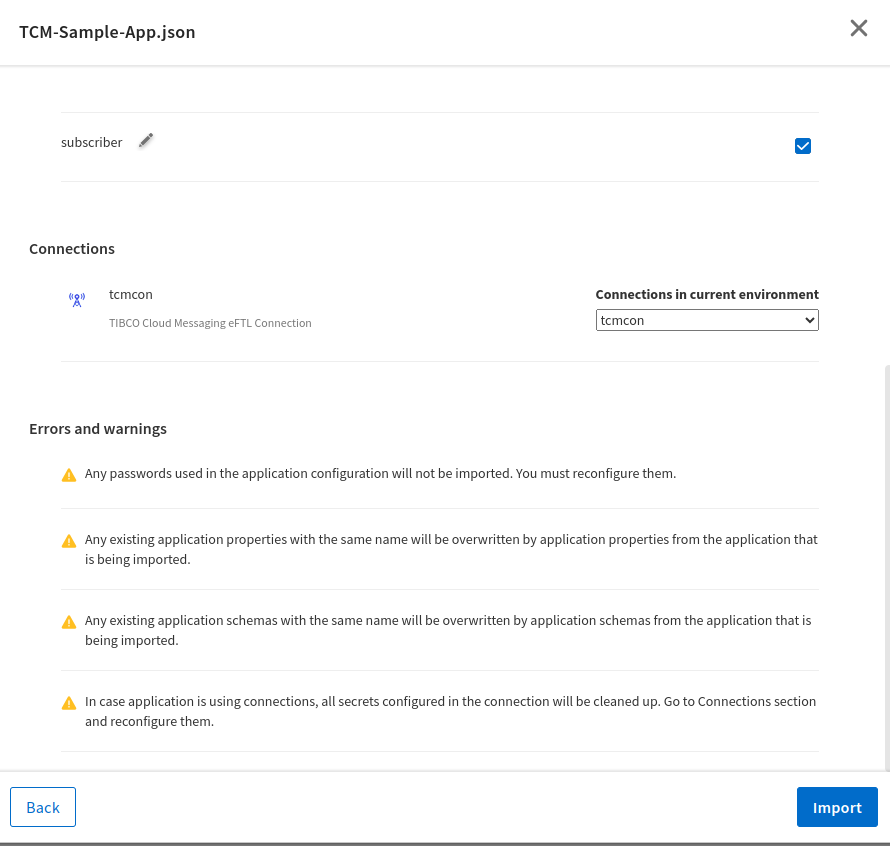 TCM-Sample-App.json
subscriber
Connections
tcmcon
TIBCO Cloud Messaging eFTL Connection
Connections in current environment
tcmcon
Errors and warnings
Any passwords used in the application configuration will not be imported. You must reconfigure them.
Any existing application properties with the same name will be overwritten by application properties from the application that
is being imported.
Any existing application schemas with the same name will be overwritten by application schemas from the application that is
being imported.
In case application is using connections, all secrets configured in the connection will be cleaned up. Go to Connections section
and reconfigure them.
Back
Import